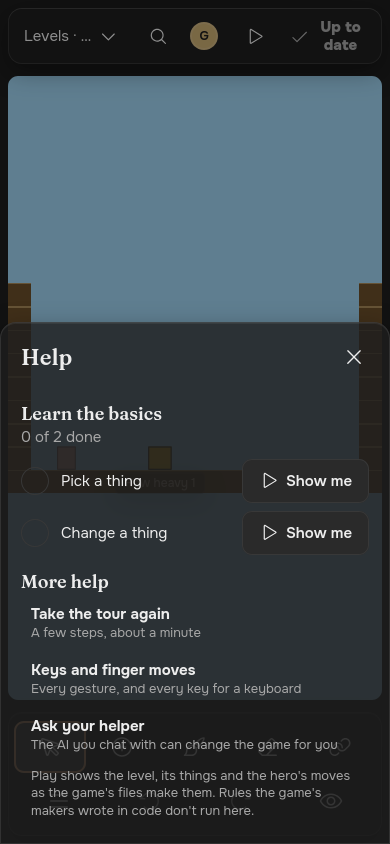 Levels · ...
G
Up to
date
Help
Learn the basics
0 of 2 done
Pick a thing
Show me
Change a thing
Show me
More help
Take the tour again
A few steps, about a minute
Keys and finger moves
Every gesture, and every key for a keyboard
Ask your helper
The AI you chat with can change the game for you
Play shows the level, its things and the hero's moves
as the game's files make them. Rules the game's
makers wrote in code don't run here.